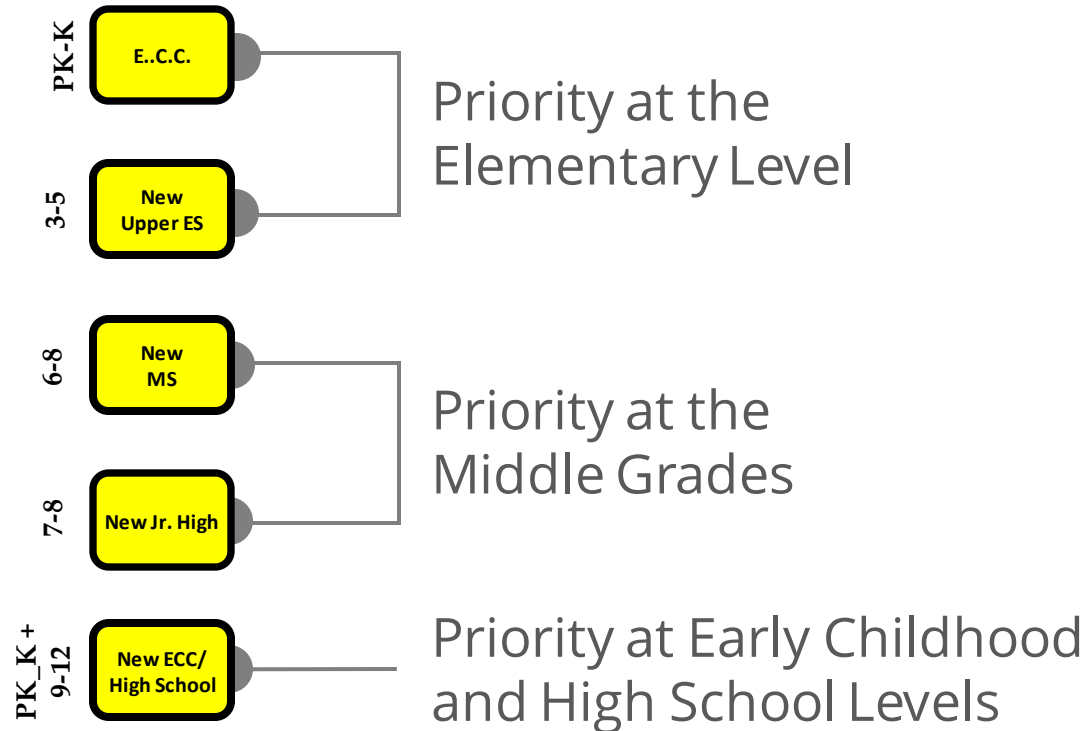 PK-K
E..C.C.
Priority at the
Elementary Level
3-5
New
Upper ES
6-8
New
MS
Priority at the
Middle Grades
7-8
New Jr. High
PK_K +
9-12
New ECC/
High School
Priority at Early Childhood
and High School Levels